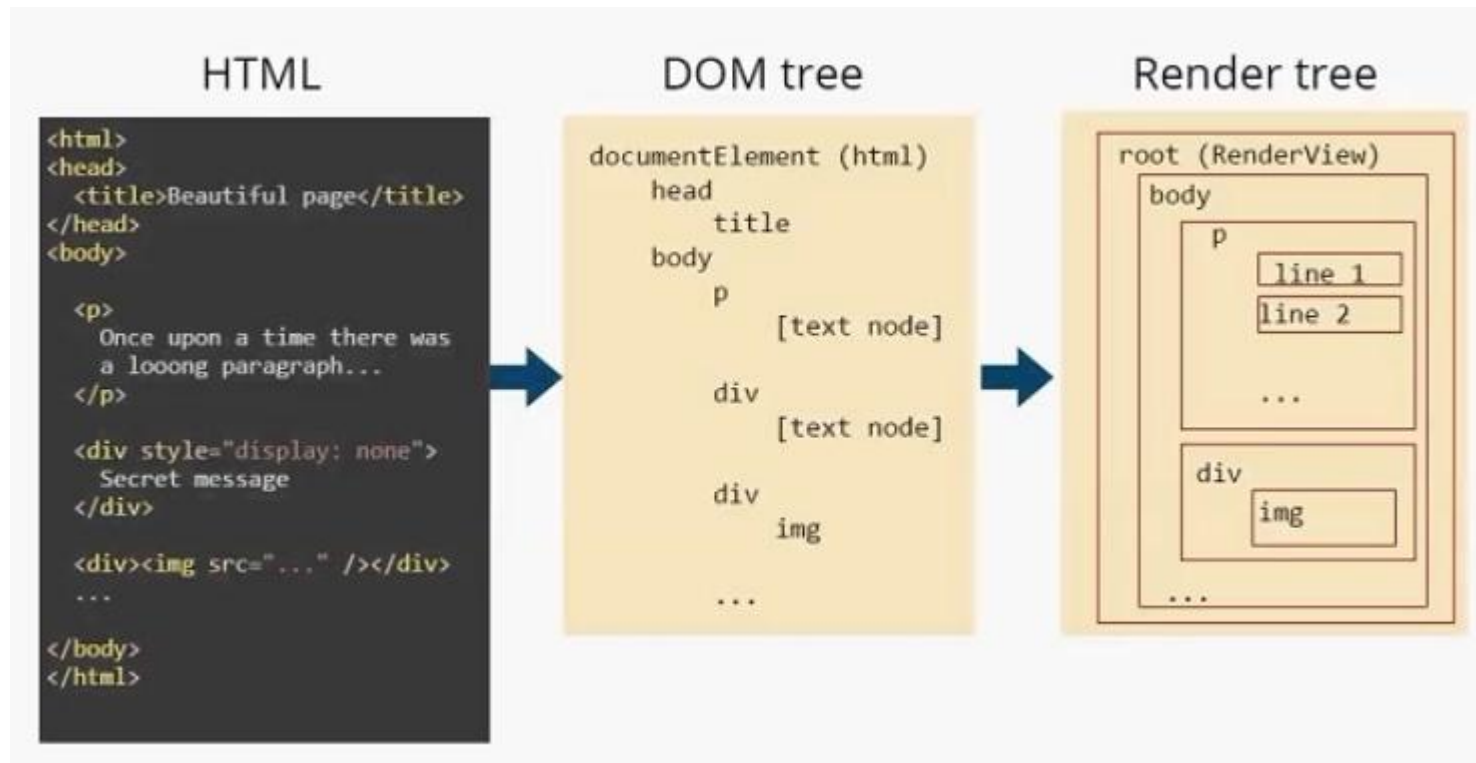 HTML
<html>
<head>
<title>Beautiful page</title>
</head>
<body>
<p>
Once upon a time there was
a looong paragraph...
</p>
<div style="display: none">
Secret message
</div>
<div><img src="..." /></div>
...
</body>
</html>
DOM tree
documentElement (html)
head
title
body
p
[text node]
div
[text node]
div
img
...
Render tree
root (RenderView)
body
p
line 1
line 2
...
div
img
...